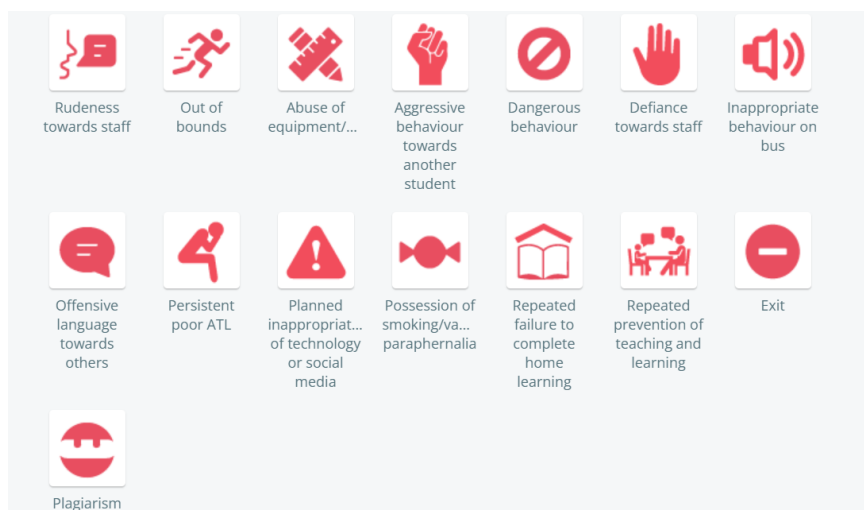 Rudeness
towards staff
Out of
bounds
Abuse of
equipment/...
Aggressive
behaviour
towards
another
student
Dangerous
behaviour
Defiance
towards staff
Inappropriate
behaviour on
bus
Offensive
language
towards
others
Persistent
poor ATL
Planned
inappropriat...
of technology
or social
media
Possession of
smoking/va...
paraphernalia
Repeated
failure to
complete
home
learning
Repeated
prevention of
teaching and
learning
Exit
Plagiarism